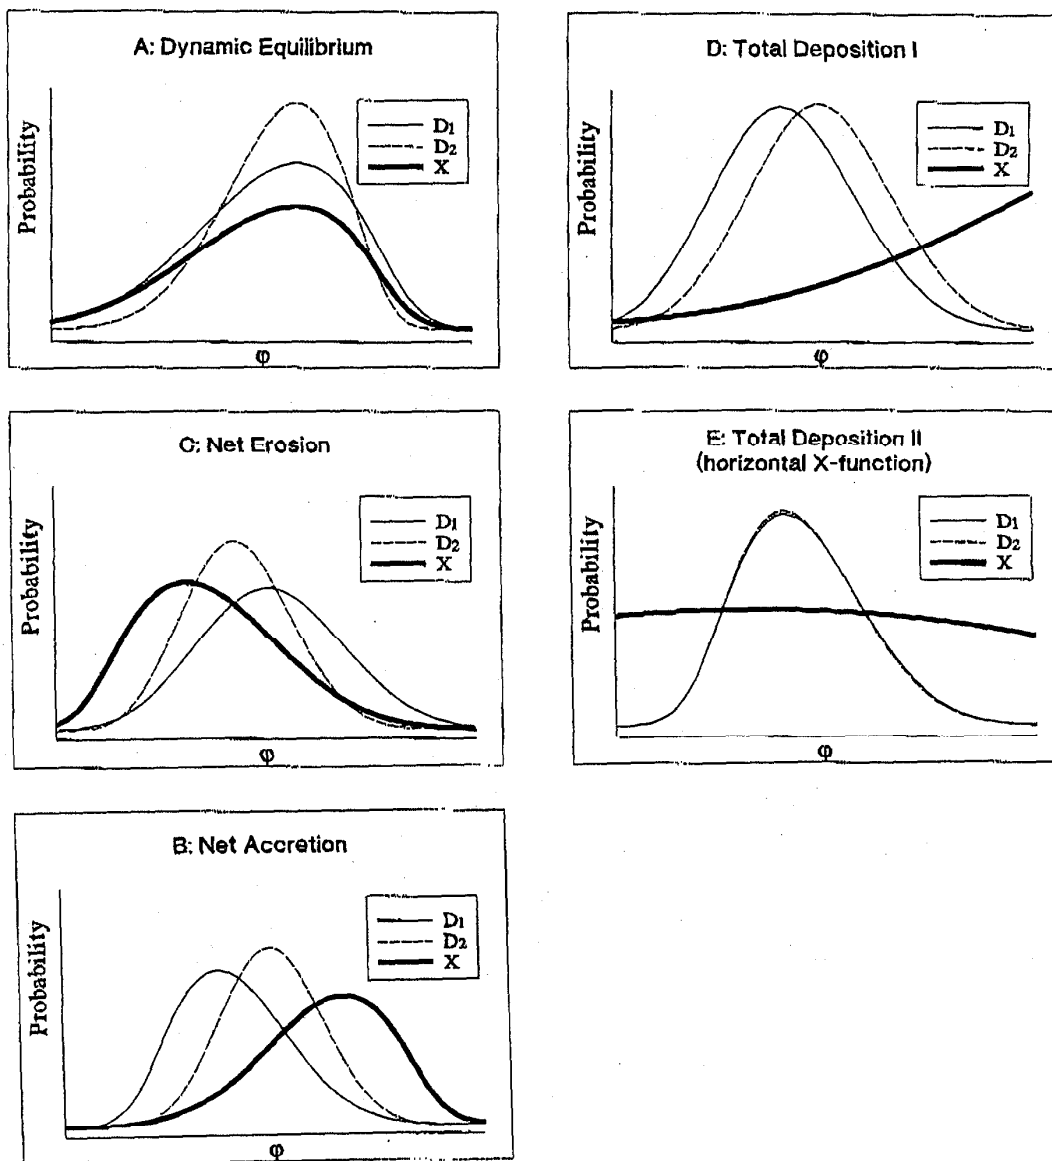 A: Dynamic Equilibrium
Probability
D1
D2
X
φ
D: Total Deposition I
Probability
D1
D2
X
φ
C: Net Erosion
Probability
D1
D2
X
φ
E: Total Deposition II
(horizontal X-function)
Probability
D1
D2
X
φ
B: Net Accretion
Probability
D1
D2
X
φ